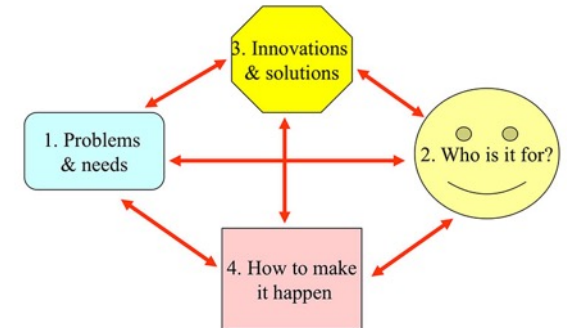 3. Innovations
& solutions
1. Problems
& needs
2. Who is it for?
4. How to make
it happen